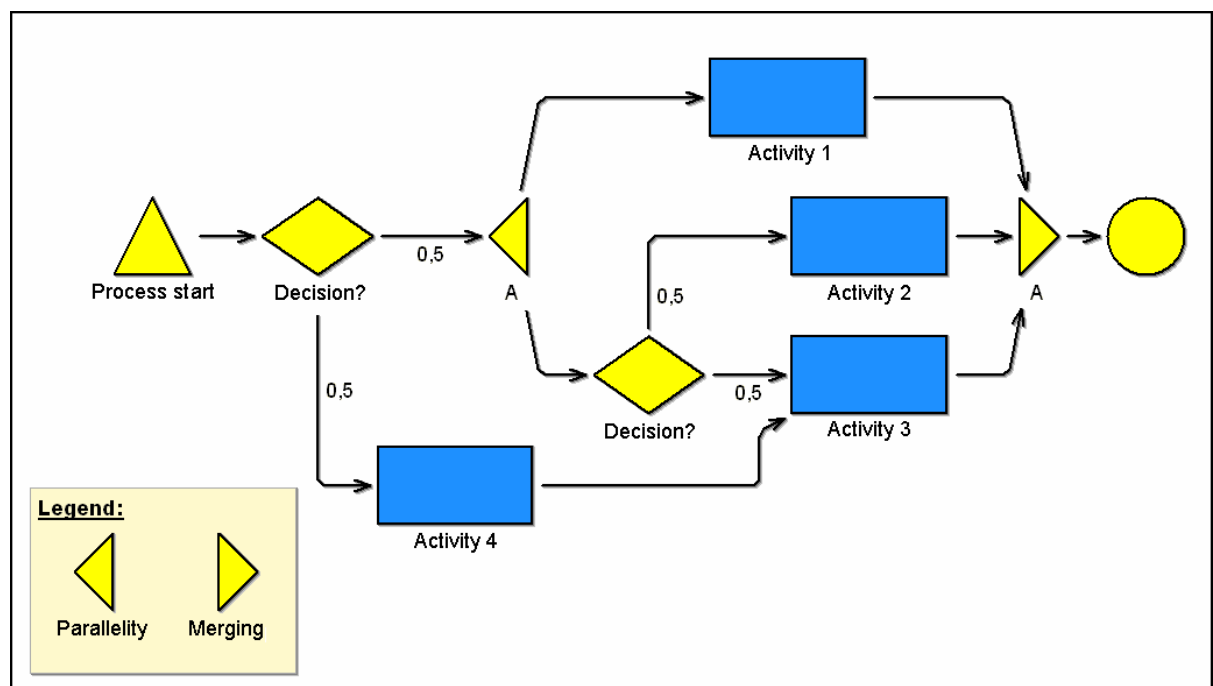 Activity 1
Process start
Decision?
0,5
A
0,5
Activity 2
A
0,5
Decision?
0,5
Activity 3
Activity 4
Legend:
Parallelity
Merging